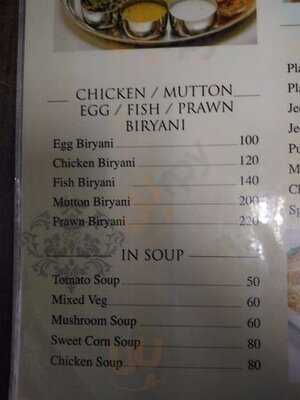 CHICKEN / MUTTON
EGG / FISH / PRAWN
BIRYANI
Egg Biryani 100
Chicken Biryani 120
Fish Biryani 140
Mutton Biryani 200
Prawn Biryani 220
IN SOUP
Tomato Soup 50
Mixed Veg 60
Mushroom Soup 60
Sweet Corn Soup 80
Chicken Soup 80